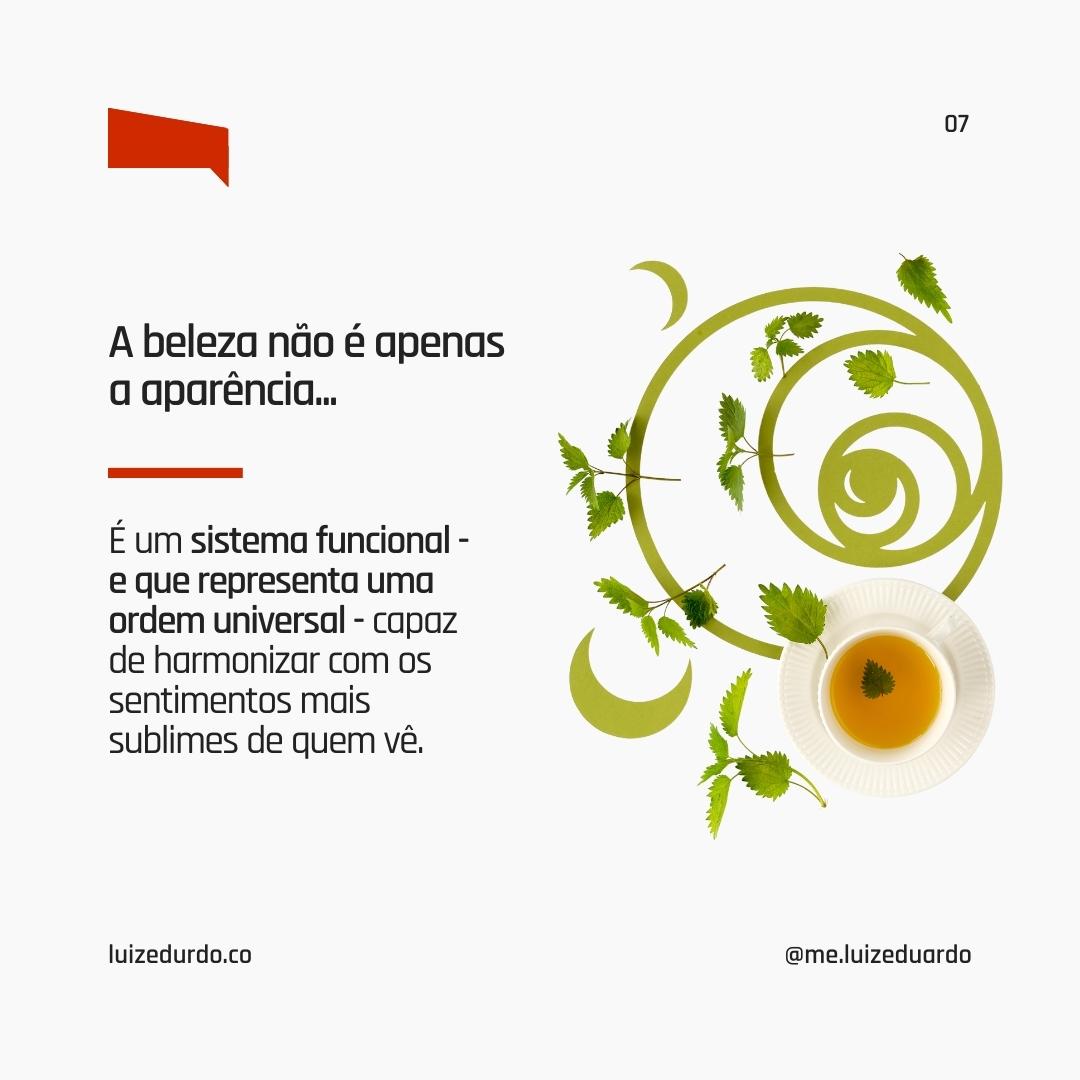 07
A beleza não é apenas
a aparência...
É um sistema funcional -
e que representa uma
ordem universal - capaz
de harmonizar com os
sentimentos mais
sublimes de quem vê.
luizedurdo.co
@me.luizeduardo